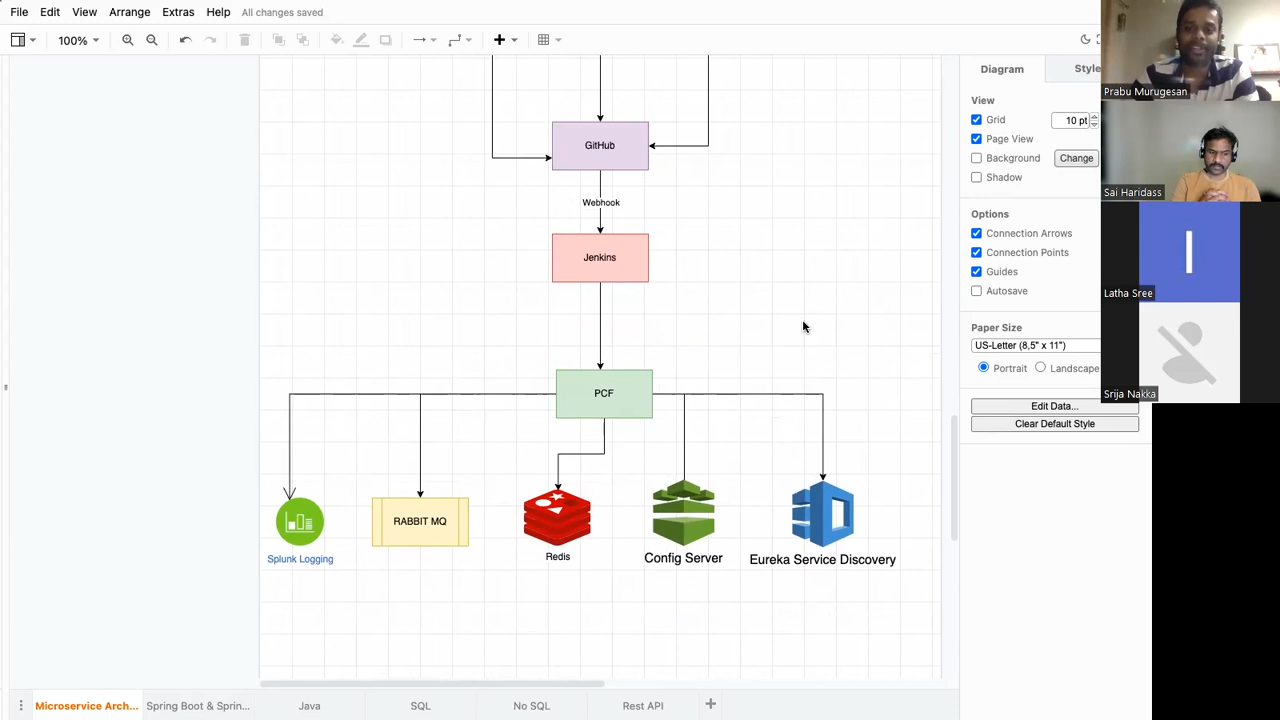 File Edit View Arrange Extras Help All changes saved
100%
Diagram Style
View
Grid 10 pt
Page View
Background Change
Shadow
Options
Connection Arrows
Connection Points
Guides
Autosave
Paper Size
US-Letter (8,5" x 11")
Portrait Landscape
Edit Data...
Clear Default Style
GitHub
Webhook
Jenkins
PCF
RABBIT MQ
Splunk Logging
Redis
Config Server
Eureka Service Discovery
Prabu Murugesan
Sai Haridass
I
Latha Sree
Srija Nakka
Microservice Arch... Spring Boot & Sprin... Java SQL No SQL Rest API